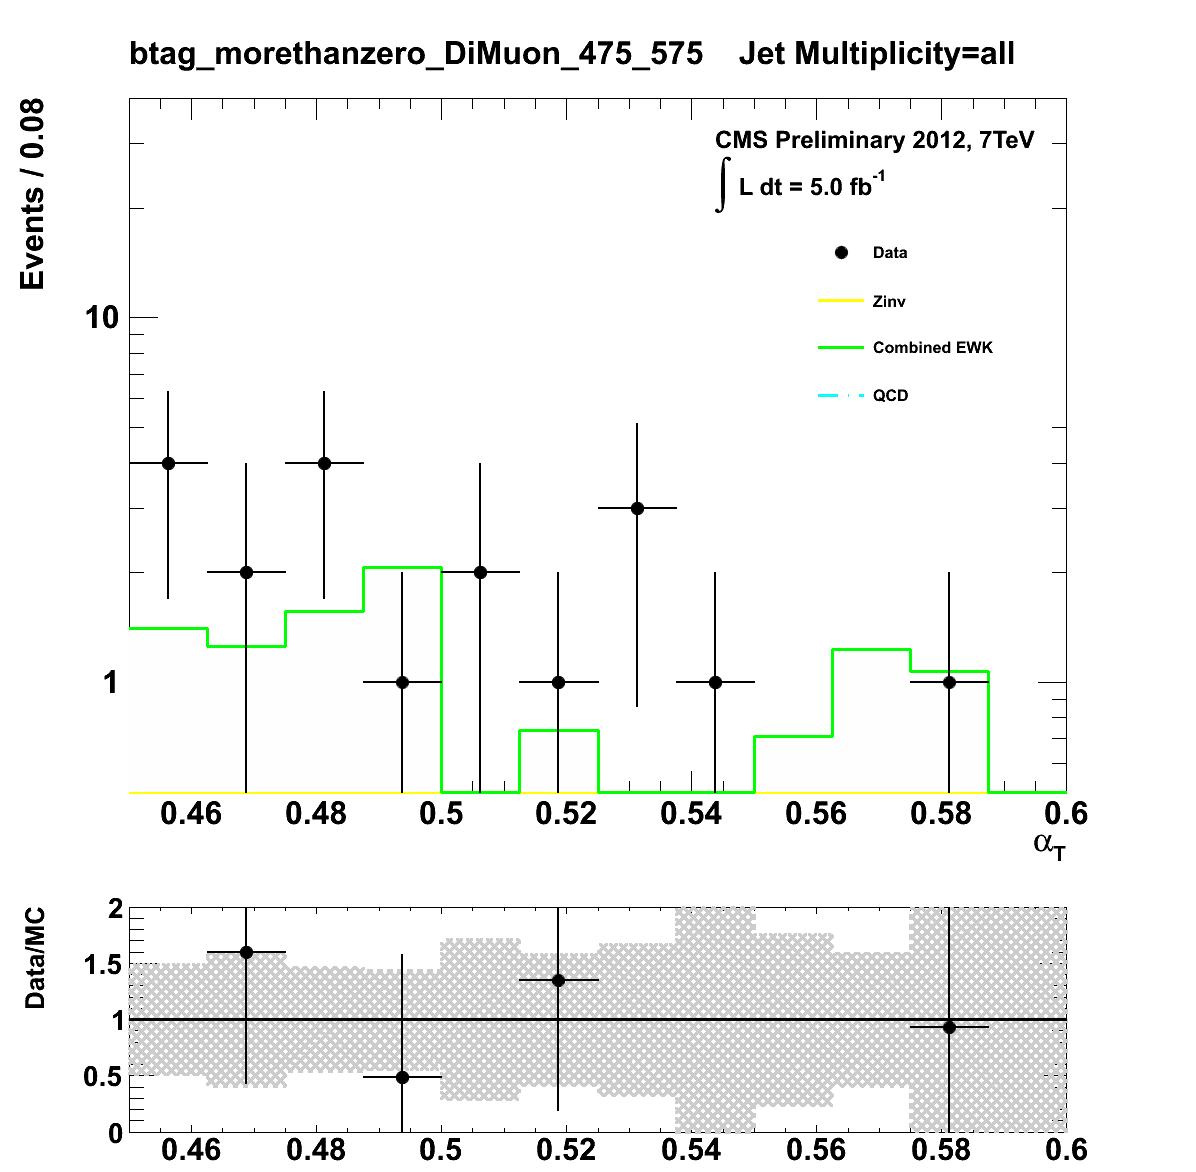 btag_morethanzero_DiMuon_475_575 Jet Multiplicity=all
Events / 0.08
CMS Preliminary 2012, 7TeV
∫ L dt = 5.0 fb⁻¹
Data
Zinv
Combined EWK
QCD
10
1
0.46 0.48 0.5 0.52 0.54 0.56 0.58 0.6
α_T
Data/MC
2
1.5
1
0.5
0
0.46 0.48 0.5 0.52 0.54 0.56 0.58 0.6